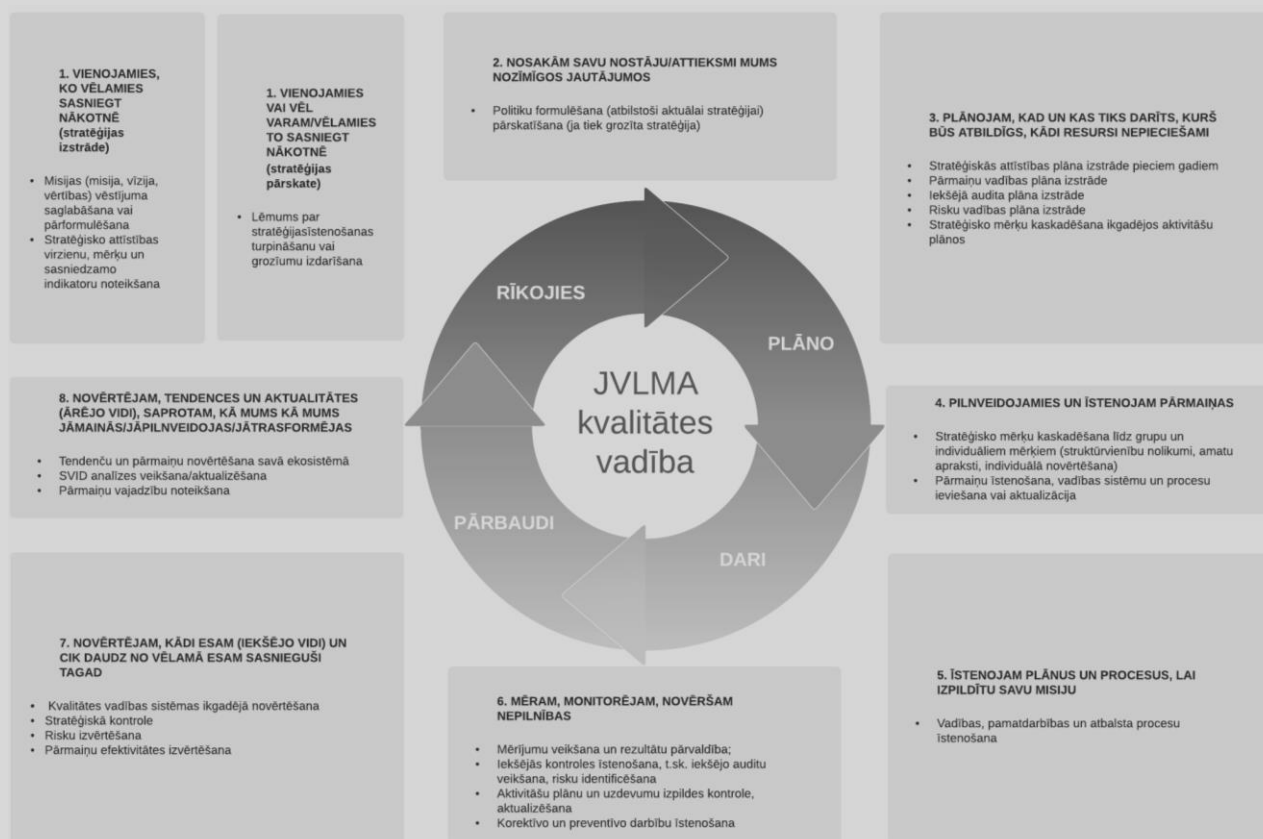 1. VIENOJAMIES,
KO VĒLAMIES
SASNIEGT
NĀKOTNĒ
(stratēģijas
izstrāde)
• Misijas (misija, vīzija,
vērtības) vēstījuma
saglabāšana vai
pārformulēšana
• Stratēģisko attīstības
virzienu, mērķu un
sasniedzamo
indikatoru noteikšana
1. VIENOJAMIES
VAI VĒL
VARAM/VĒLAMIES
TO SASNIEGT
NĀKOTNĒ
(stratēģijas
pārskate)
• Lēmums par
stratēģijasīstenošanas
turpināšanu vai
grozīumu izdarīšana
2. NOSAKĀM SAVU NOSTĀJU/ATTIEKSMI MUMS
NOZĪMĪGOS JAUTĀJUMOS
• Politiku formulēšana (atbilstoši aktuālai stratēģijai)
pārskatīšana (ja tiek grozīta stratēģija)
3. PLĀNOJAM, KAD UN KAS TIKS DARĪTS, KURŠ
BŪS ATBILDĪGS, KĀDI RESURSI NEPIECIEŠAMI
• Stratēģiskās attīstības plāna izstrāde pieciem gadiem
• Pārmaiņu vadības plāna izstrāde
• Iekšējā audita plāna izstrāde
• Risku vadības plāna izstrāde
• Stratēģisko mērķu kaskadēšana ikgadējos aktivitāšu
plānos
RĪKOJIES
PLĀNO
JVLMA
kvalitātes
vadība
PĀRBAUDI
DARI
4. PILNVEIDOJAMIES UN ĪSTENOJAM PĀRMAIŅAS
• Stratēģisko mērķu kaskadēšana līdz grupu un
individuāliem mērķiem (struktūrvienību nolikumi, amatu
apraksti, individuālā novērtēšana)
• Pārmaiņu īstenošana, vadības sistēmu un procesu
ieviešana vai aktualizācija
5. ĪSTENOJAM PLĀNUS UN PROCESUS, LAI
IZPILDĪTU SAVU MISIJU
• Vadības, pamatdarbības un atbalsta procesu
īstenošana
6. MĒRAM, MONITORĒJAM, NOVĒRŠAM
NEPILNĪBAS
• Mērījumu veikšana un rezultātu pārvaldība;
• Iekšējās kontroles īstenošana, t.sk. iekšējo auditu
veikšana, risku identificēšana
• Aktivitāšu plānu un uzdevumu izpildes kontrole,
aktualizēšana
• Korektīvo un preventīvo darbību īstenošana
7. NOVĒRTĒJAM, KĀDI ESAM (IEKŠĒJO VIDI) UN
CIK DAUDZ NO VĒLAMĀ ESAM SASNIEGUŠI
TAGAD
• Kvalitātes vadības sistēmas ikgadējā novērtēšana
• Stratēģiskā kontrole
• Risku izvērtēšana
• Pārmaiņu efektivitātes izvērtēšana
8. NOVĒRTĒJAM, TENDENCES UN AKTUALITĀTES
(ĀRĒJO VIDI), SAPROTAM, KĀ MUMS KĀ MUMS
JĀMAINĀS/JĀPILNVEIDOJAS/JĀTRASFORMĒJAS
• Tendenču un pārmaiņu novērtēšana savā ekosistēmā
• SVID analīzes veikšana/aktualizēšana
• Pārmaiņu vajadzību noteikšana